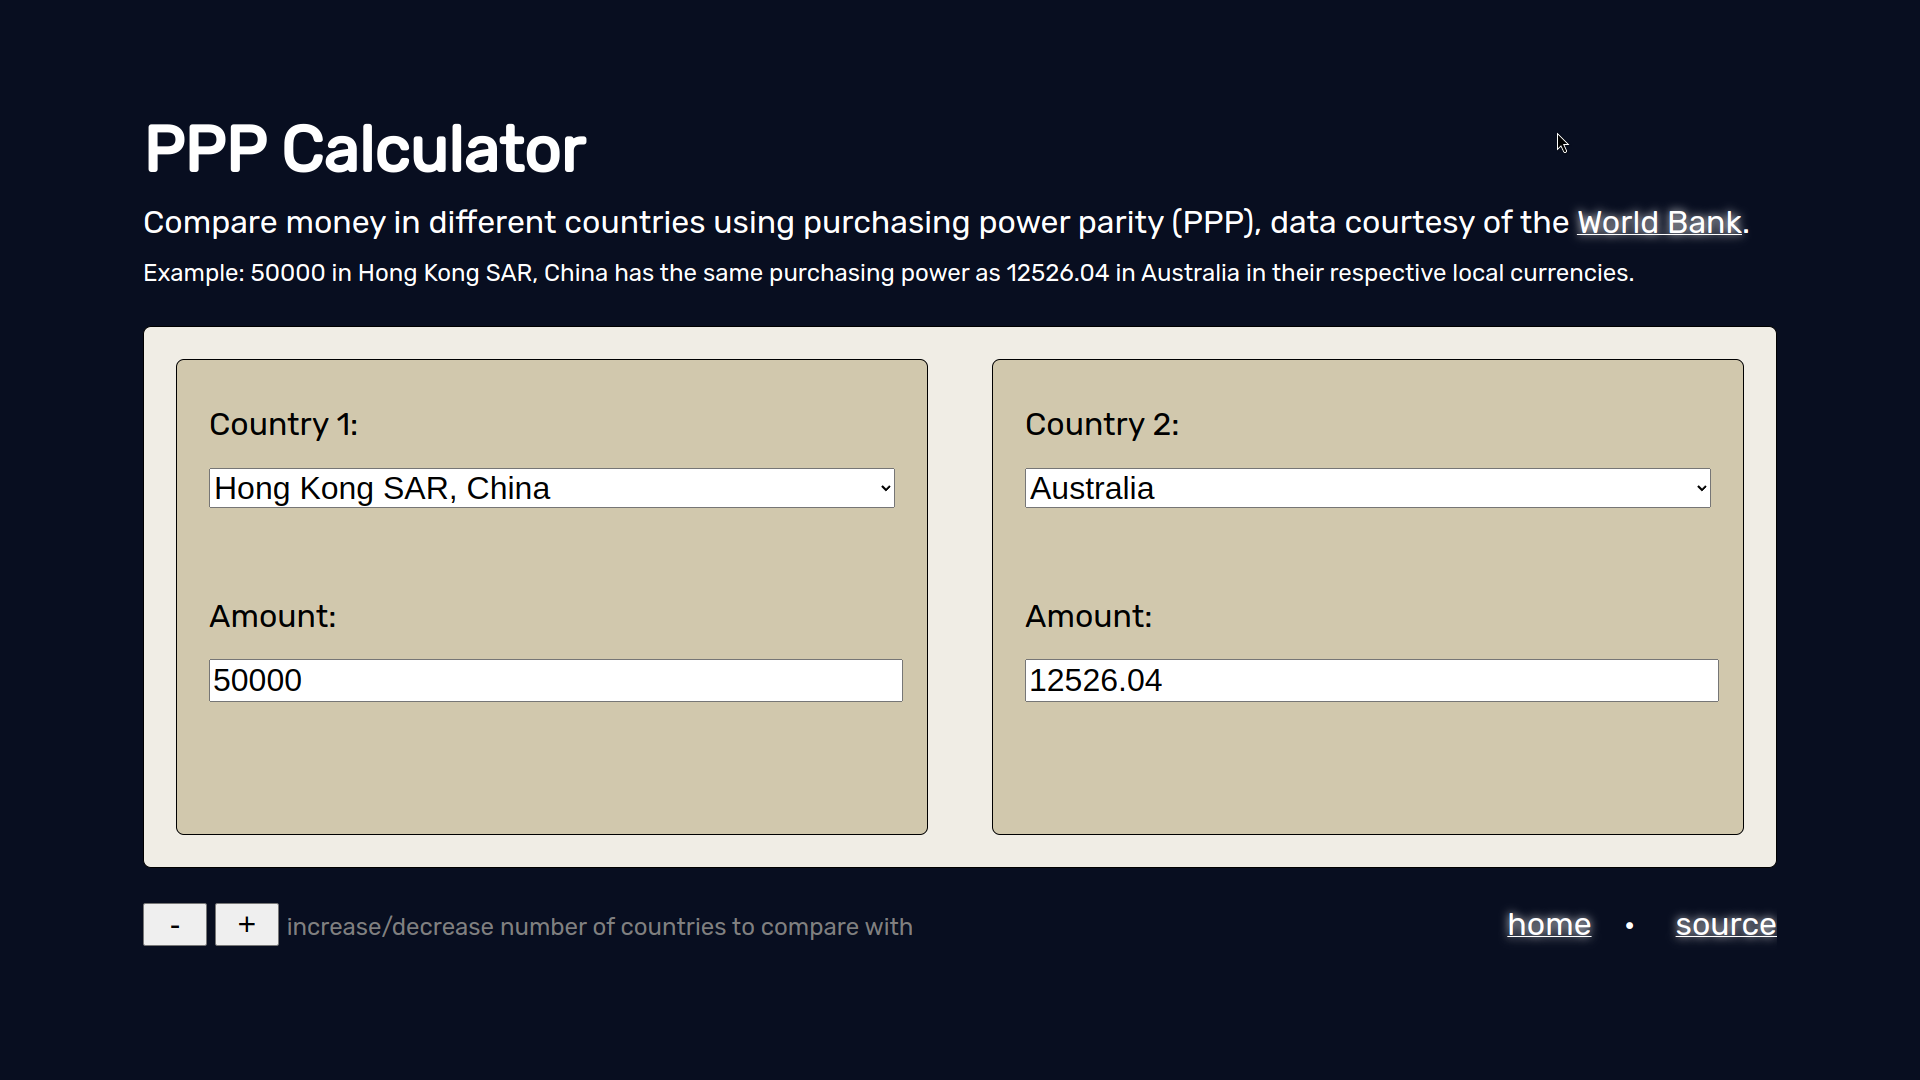 PPP Calculator
Compare money in different countries using purchasing power parity (PPP), data courtesy of the World Bank.
Example: 50000 in Hong Kong SAR, China has the same purchasing power as 12526.04 in Australia in their respective local currencies.
Country 1:
Hong Kong SAR, China
Amount:
50000
Country 2:
Australia
Amount:
12526.04
- + increase/decrease number of countries to compare with
home • source